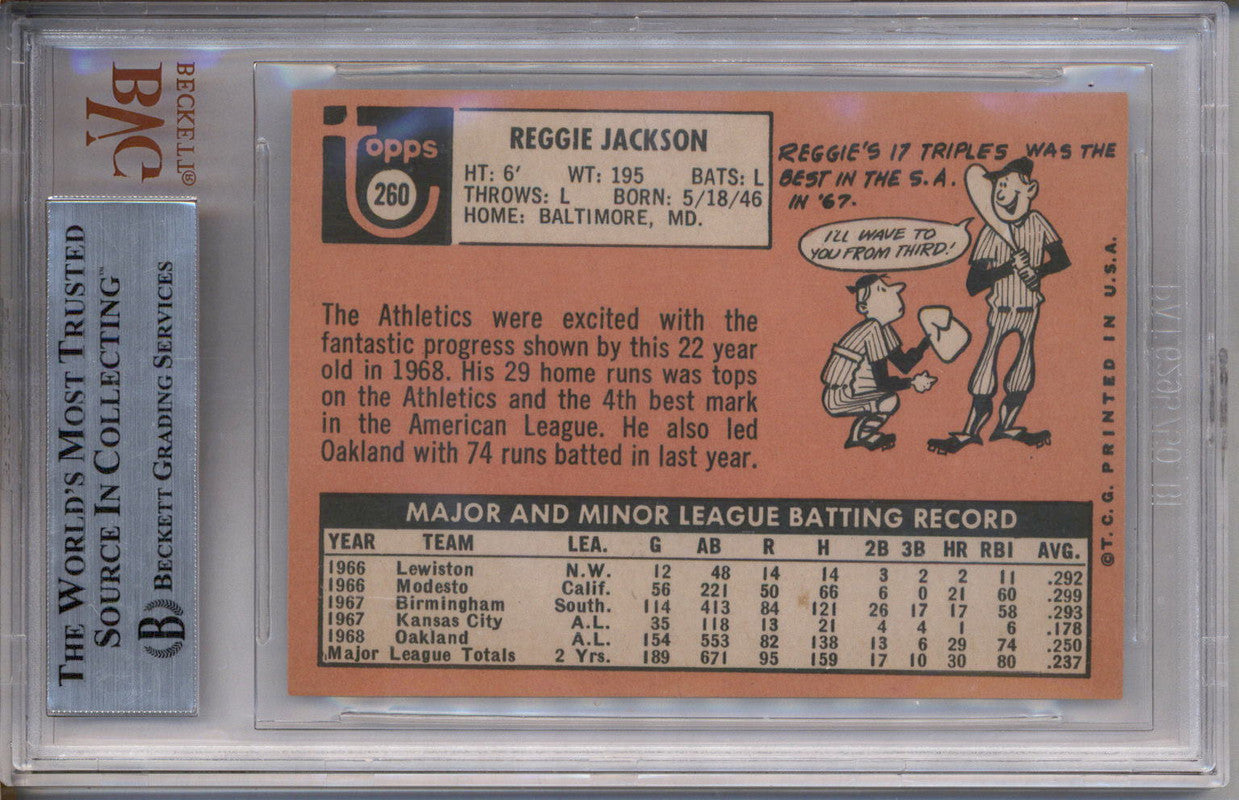 BECKETT®
BVG
THE WORLD'S MOST TRUSTED
SOURCE IN COLLECTING™
BECKETT GRADING SERVICES
topps
260
REGGIE JACKSON
HT: 6' WT: 195 BATS: L
THROWS: L BORN: 5/18/46
HOME: BALTIMORE, MD.
REGGIE'S 17 TRIPLES WAS THE
BEST IN THE S.A.
IN '67.
I'LL WAVE TO
YOU FROM THIRD!
The Athletics were excited with the
fantastic progress shown by this 22 year
old in 1968. His 29 home runs was tops
on the Athletics and the 4th best mark
in the American League. He also led
Oakland with 74 runs batted in last year.
MAJOR AND MINOR LEAGUE BATTING RECORD
YEAR TEAM LEA. G AB R H 2B 3B HR RBI AVG.
1966 Lewiston N.W. 12 48 14 14 3 2 2 11 .292
1966 Modesto Calif. 56 221 50 66 6 0 21 60 .299
1967 Birmingham South. 114 413 84 121 26 17 17 58 .293
1967 Kansas City A.L. 35 118 13 21 4 4 1 6 .178
1968 Oakland A.L. 154 553 82 138 13 6 29 74 .250
Major League Totals 2 Yrs. 189 671 95 159 17 10 30 80 .237
©T.C.G. PRINTED IN U.S.A.